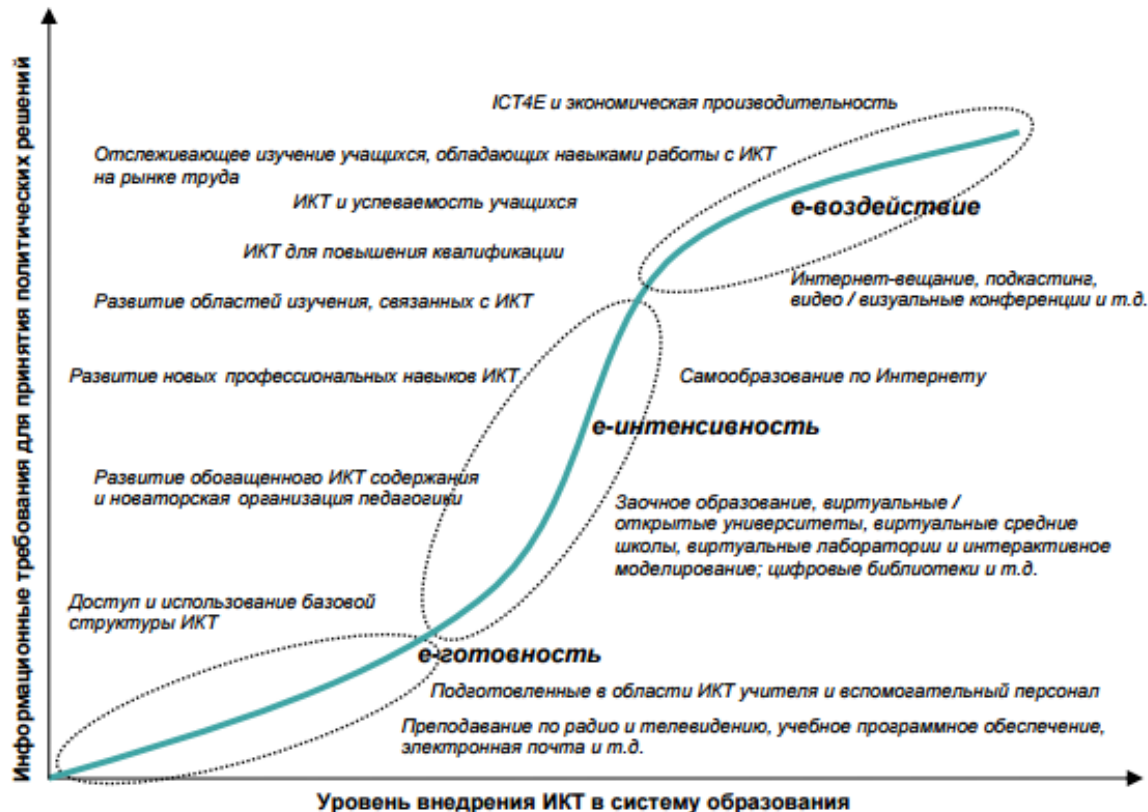 Информационные требования для принятия политических решений
ICT4E и экономическая производительность
Отслеживающее изучение учащихся, обладающих навыками работы с ИКТ
на рынке труда
ИКТ и успеваемость учащихся
е-воздействие
ИКТ для повышения квалификации
Интернет-вещание, подкастинг,
видео / визуальные конференции и т.д.
Развитие областей изучения, связанных с ИКТ
Развитие новых профессиональных навыков ИКТ
Самообразование по Интернету
е-интенсивность
Развитие обогащенного ИКТ содержания
и новаторская организация педагогики
Заочное образование, виртуальные /
открытые университеты, виртуальные средние
школы, виртуальные лаборатории и интерактивное
моделирование; цифровые библиотеки и т.д.
Доступ и использование базовой
структуры ИКТ
е-готовность
Подготовленные в области ИКТ учителя и вспомогательный персонал
Преподавание по радио и телевидению, учебное программное обеспечение,
электронная почта и т.д.
Уровень внедрения ИКТ в систему образования